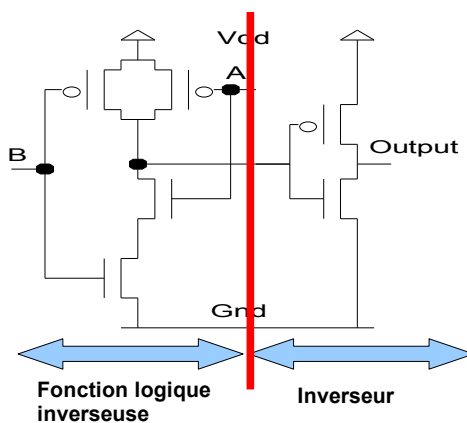 Vdd
A
B
Output
Gnd
Fonction logique
inverseuse
Inverseur